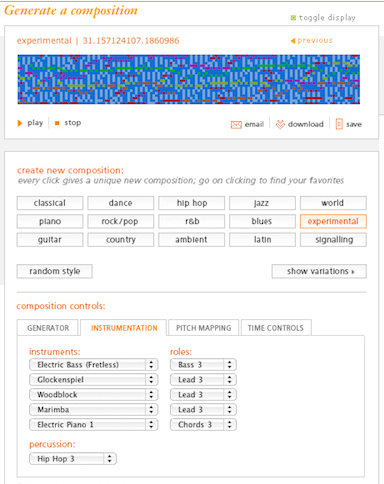 Generate a composition
toggle display
experimental | 31.157124107.1860986
previous
play stop email download save
create new composition:
every click gives a unique new composition; go on clicking to find your favorites
classical dance hip hop jazz world
piano rock/pop r&b blues experimental
guitar country ambient latin signalling
random style show variations
composition controls:
GENERATOR INSTRUMENTATION PITCH MAPPING TIME CONTROLS
instruments: roles:
Electric Bass (Fretless) Bass 3
Glockenspiel Lead 3
Woodblock Lead 3
Marimba Lead 3
Electric Piano 1 Chords 3
percussion:
Hip Hop 3